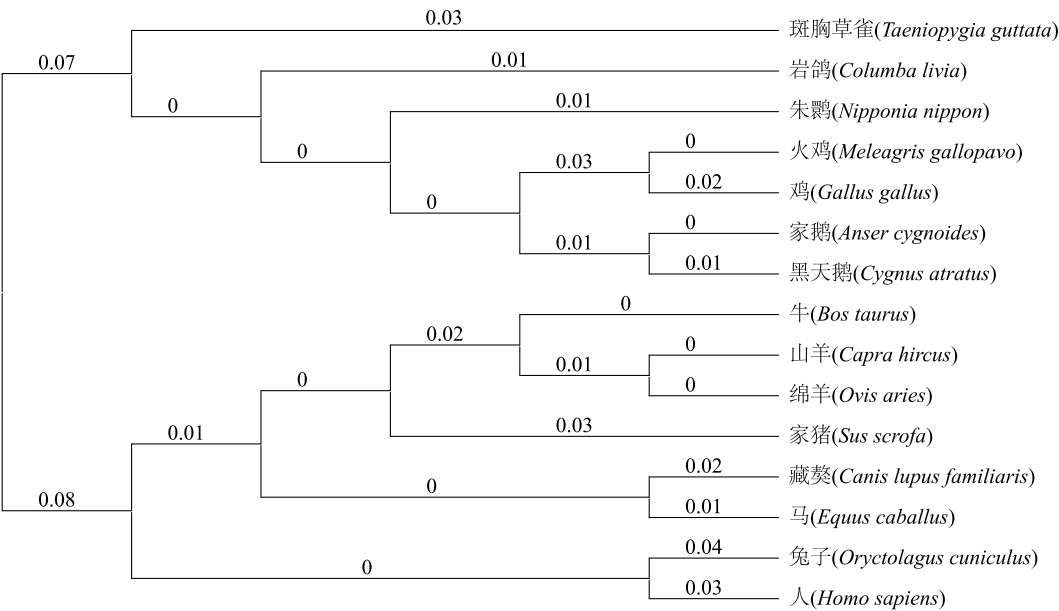 0.03
斑胸草雀(Taeniopygia guttata)
0.07
0.01
岩鸽(Columba livia)
0
0.01
朱鹮(Nipponia nippon)
0
0
火鸡(Meleagris gallopavo)
0.03
0.02
鸡(Gallus gallus)
0
0
家鹅(Anser cygnoides)
0.01
0.01
黑天鹅(Cygnus atratus)
0
牛(Bos taurus)
0.02
0
山羊(Capra hircus)
0.01
0
0
绵羊(Ovis aries)
0.03
家猪(Sus scrofa)
0.01
0.02
藏獒(Canis lupus familiaris)
0
0.01
马(Equus caballus)
0.08
0.04
兔子(Oryctolagus cuniculus)
0
0.03
人(Homo sapiens)